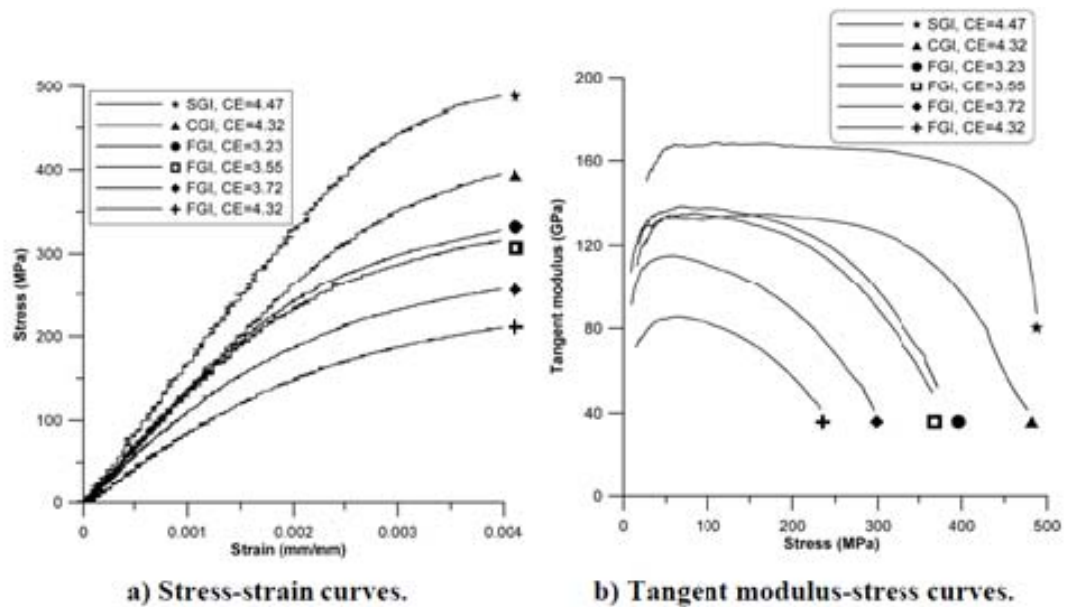 SGI, CE=4.47
CGI, CE=4.32
FGI, CE=3.23
FGI, CE=3.55
FGI, CE=3.72
FGI, CE=4.32
500
400
300
200
100
0
Stress (MPa)
0
0.001
0.002
0.003
0.004
Strain (mm/mm)
a) Stress-strain curves.
SGI, CE=4.47
CGI, CE=4.32
FGI, CE=3.23
FGI, CE=3.55
FGI, CE=3.72
FGI, CE=4.32
200
160
120
80
40
0
Tangent modulus (GPa)
0
100
200
300
400
500
Stress (MPa)
b) Tangent modulus-stress curves.